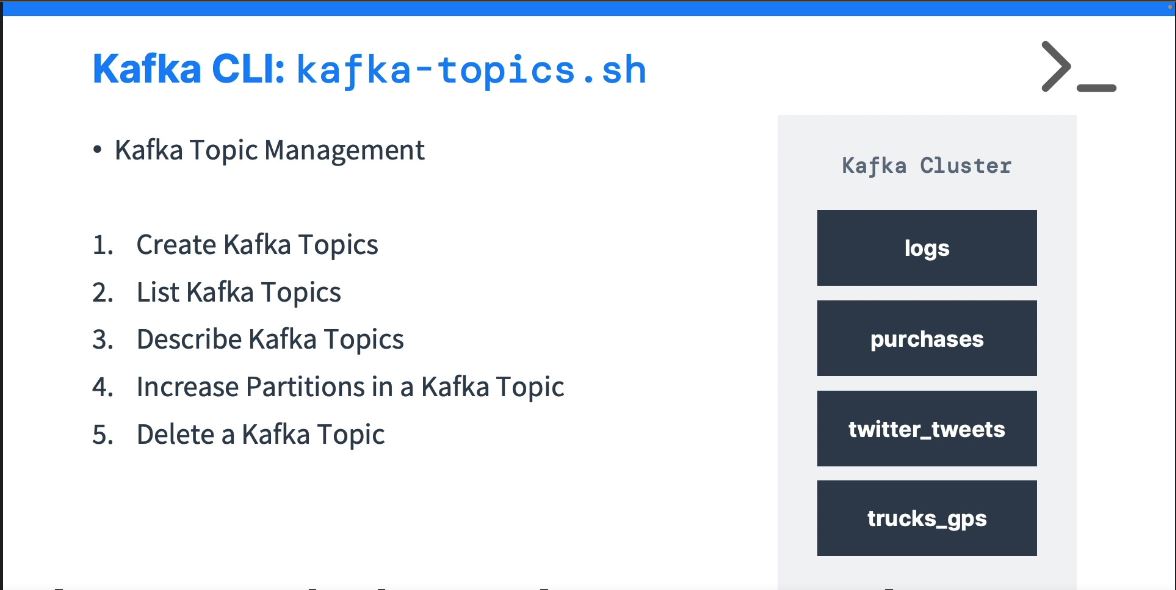 Kafka CLI: kafka-topics.sh
• Kafka Topic Management
1. Create Kafka Topics
2. List Kafka Topics
3. Describe Kafka Topics
4. Increase Partitions in a Kafka Topic
5. Delete a Kafka Topic
Kafka Cluster
logs
purchases
twitter_tweets
trucks_gps